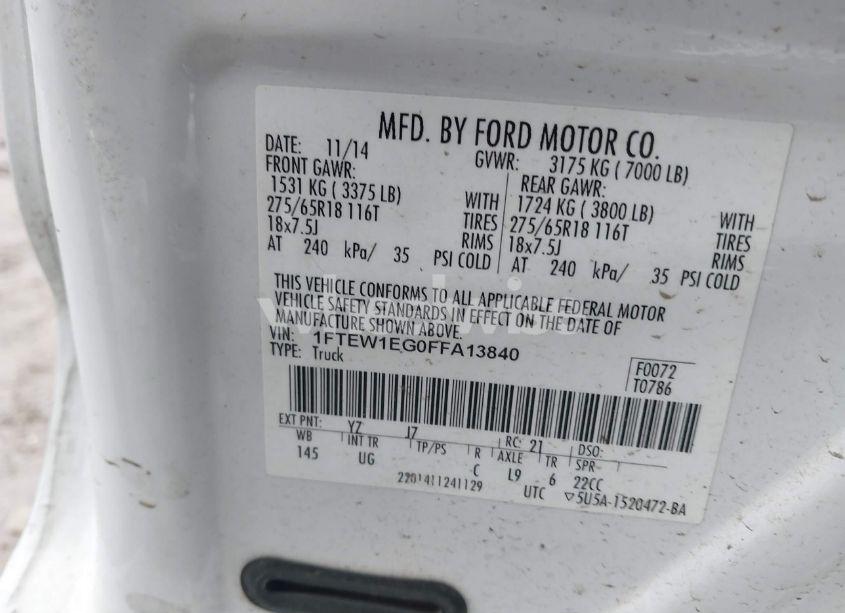 MFD. BY FORD MOTOR CO.
DATE: 11/14 GVWR: 3175 KG ( 7000 LB)
FRONT GAWR: REAR GAWR:
1531 KG ( 3375 LB) WITH 1724 KG ( 3800 LB) WITH
275/65R18 116T TIRES 275/65R18 116T TIRES
18x7.5J RIMS 18x7.5J RIMS
AT 240 kPa/ 35 PSI COLD AT 240 kPa/ 35 PSI COLD
THIS VEHICLE CONFORMS TO ALL APPLICABLE FEDERAL MOTOR
VEHICLE SAFETY STANDARDS IN EFFECT ON THE DATE OF
MANUFACTURE SHOWN ABOVE.
VIN: 1FTEW1EG0FFA13840
TYPE: Truck
F0072
T0786
EXT PNT: YZ J7 RC: 21 DSO:
WB INT TR TP/PS R AXLE TR SPR
145 UG C L9 6 22CC
2201411241129 UTC ▽5U5A-1520472-BA